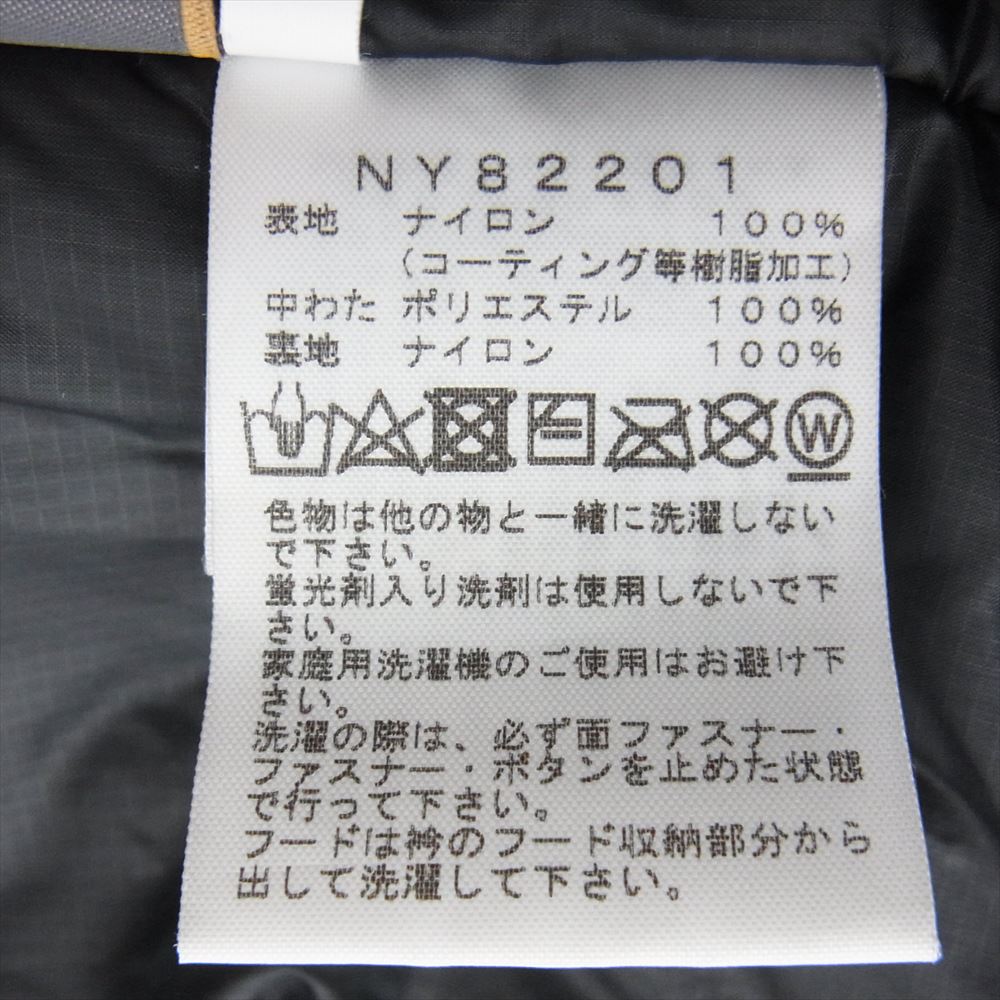 NY82201
表地 ナイロン 100%
(コーティング等樹脂加工)
中わた ポリエステル 100%
裏地 ナイロン 100%
W
色物は他の物と一緒に洗濯しない
で下さい。
蛍光剤入り洗剤は使用しないで下
さい。
家庭用洗濯機のご使用はお避け下
さい。
洗濯の際は、必ず面ファスナー・
ファスナー・ボタンを止めた状態
で行って下さい。
フードは衿のフード収納部分から
出して洗濯して下さい。